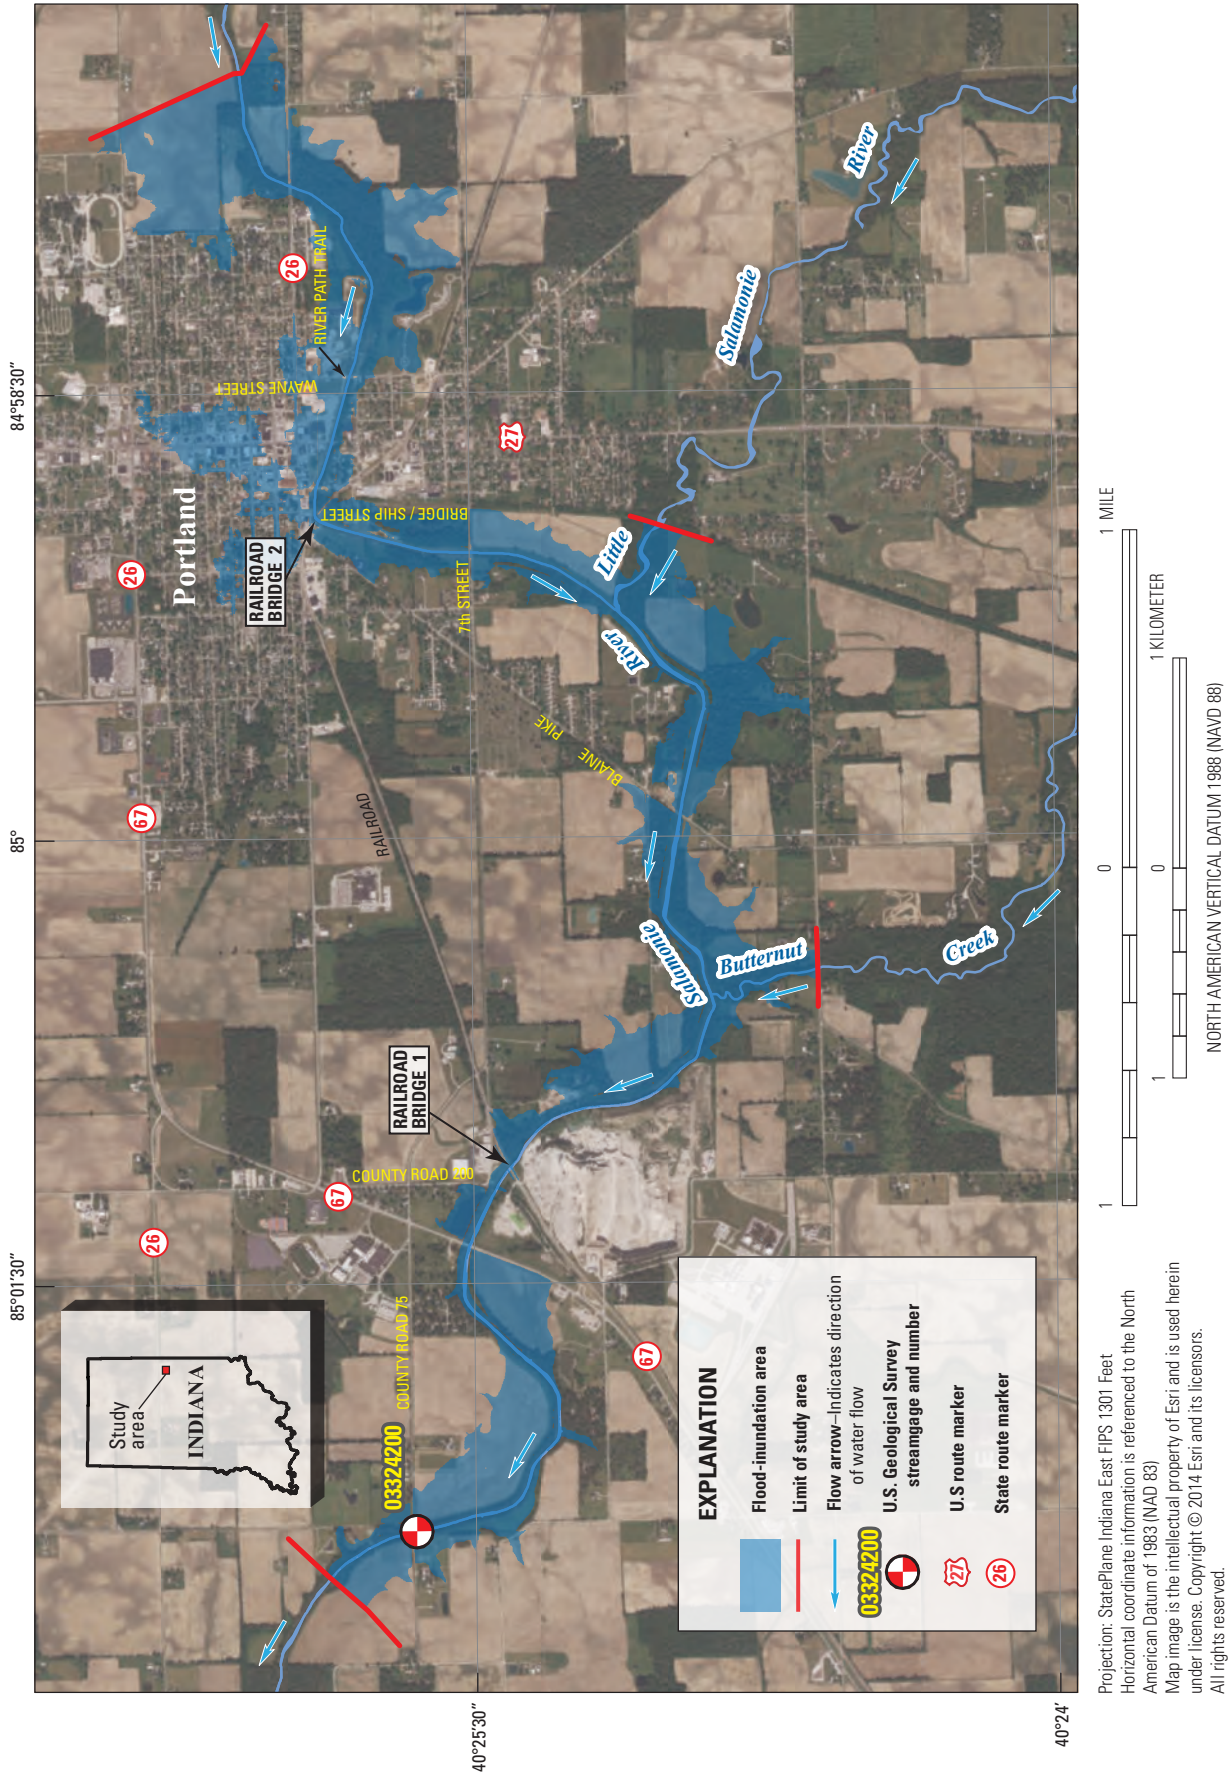 84°58'30"
85°
85°01'30"
40°25'30"
40°24'
Study
area
INDIANA
03324200
COUNTY ROAD 75
26
67
COUNTY ROAD 200
RAILROAD
BRIDGE 1
67
RAILROAD
26
Portland
RAILROAD
BRIDGE 2
WAYNE STREET
26
RIVER PATH TRAIL
BRIDGE / SHIP STREET
7th STREET
27
BLAINE
PIKE
Salamonie
River
Little
Salamonie
River
Butternut
Creek
67
EXPLANATION
Flood-inundation area
Limit of study area
Flow arrow–Indicates direction
of water flow
03324200
U.S. Geological Survey
streamgage and number
27
U.S route marker
26
State route marker
1 0 1 MILE
1 0 1 KILOMETER
NORTH AMERICAN VERTICAL DATUM 1988 (NAVD 88)
Projection: StatePlane Indiana East FIPS 1301 Feet
Horizontal coordinate information is referenced to the North
American Datum of 1983 (NAD 83)
Map image is the intellectual property of Esri and is used herein
under license. Copyright © 2014 Esri and its licensors.
All rights reserved.